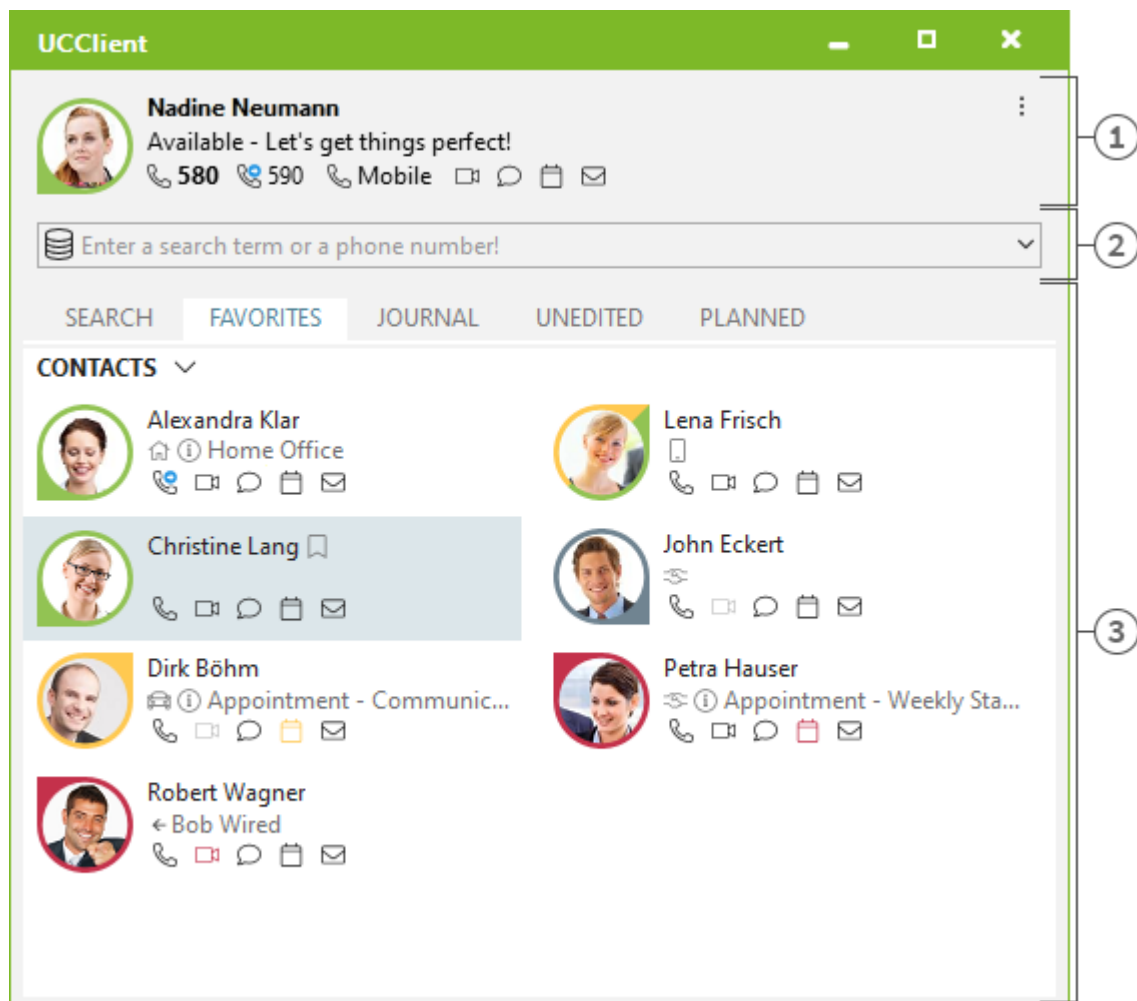 UCClient
Nadine Neumann
Available - Let's get things perfect!
580 590 Mobile
1
Enter a search term or a phone number!
2
SEARCH FAVORITES JOURNAL UNEDITED PLANNED
CONTACTS
Alexandra Klar
Home Office
Lena Frisch
Christine Lang
John Eckert
3
Dirk Böhm
Appointment - Communic...
Petra Hauser
Appointment - Weekly Sta...
Robert Wagner
Bob Wired